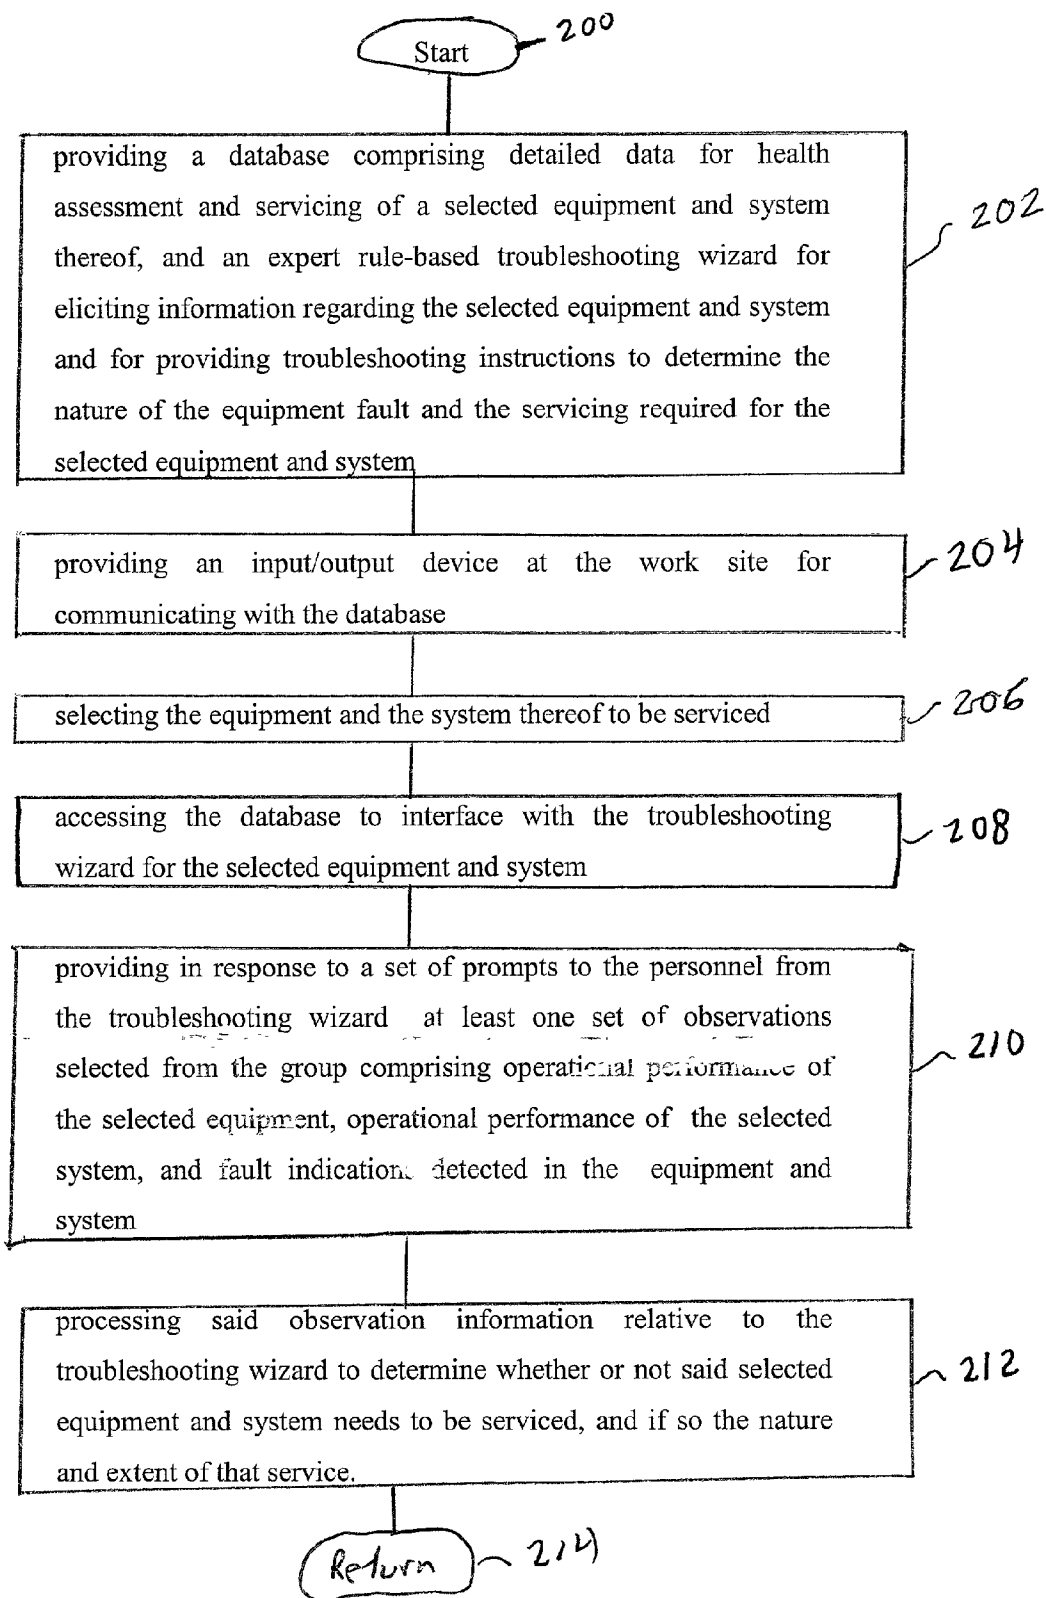 Start
200
providing a database comprising detailed data for health
assessment and servicing of a selected equipment and system
thereof, and an expert rule-based troubleshooting wizard for
eliciting information regarding the selected equipment and system
and for providing troubleshooting instructions to determine the
nature of the equipment fault and the servicing required for the
selected equipment and system
202
providing an input/output device at the work site for
communicating with the database
204
selecting the equipment and the system thereof to be serviced
206
accessing the database to interface with the troubleshooting
wizard for the selected equipment and system
208
providing in response to a set of prompts to the personnel from
the troubleshooting wizard at least one set of observations
selected from the group comprising operational performance of
the selected equipment, operational performance of the selected
system, and fault indication detected in the equipment and
system
210
processing said observation information relative to the
troubleshooting wizard to determine whether or not said selected
equipment and system needs to be serviced, and if so the nature
and extent of that service.
212
Return
214